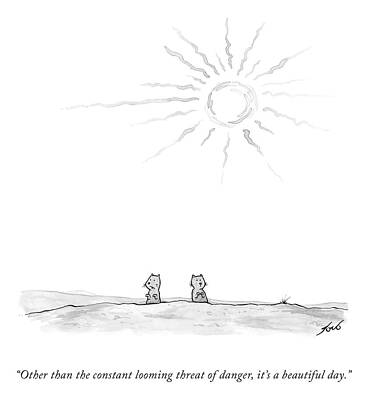 “Other than the constant looming threat of danger, it’s a beautiful day.”